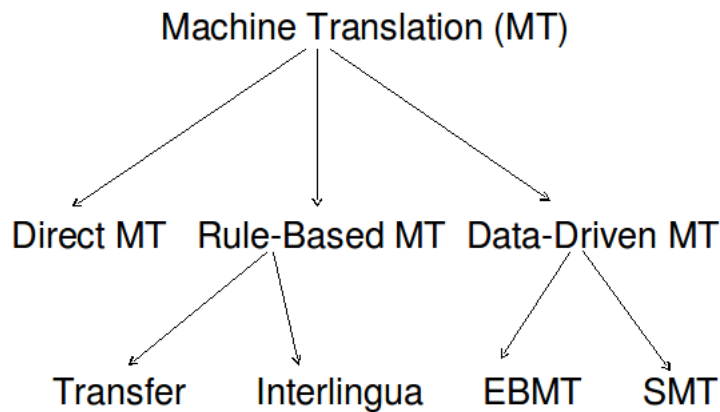 Machine Translation (MT)
Direct MT Rule-Based MT Data-Driven MT
Transfer Interlingua EBMT SMT